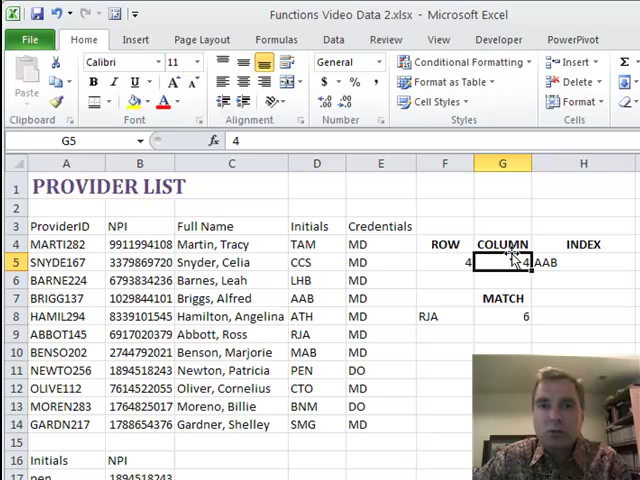 Functions Video Data 2.xlsx - Microsoft Excel
File Home Insert Page Layout Formulas Data Review View Developer PowerPivot
Paste Calibri 11 General Conditional Formatting Insert
B I U $ % , Format as Table Delete
A Cell Styles Format
Clipboard Font Alignment Number Styles Cells
G5 fx 4
A B C D E F G H
1 PROVIDER LIST
2
3 ProviderID NPI Full Name Initials Credentials
4 MARTI282 9911994108 Martin, Tracy TAM MD ROW COLUMN INDEX
5 SNYDE167 3379869720 Snyder, Celia CCS MD 4 4 AAB
6 BARNE224 6793834236 Barnes, Leah LHB MD
7 BRIGG137 1029844101 Briggs, Alfred AAB MD MATCH
8 HAMIL294 8339101545 Hamilton, Angelina ATH MD RJA 6
9 ABBOT145 6917020379 Abbott, Ross RJA MD
10 BENSO202 2744792021 Benson, Marjorie MAB MD
11 NEWTO256 1894518243 Newton, Patricia PEN DO
12 OLIVE112 7614522055 Oliver, Cornelius CTO MD
13 MOREN283 1764825017 Moreno, Billie BNM DO
14 GARDN217 1788654376 Gardner, Shelley SMG MD
15
16 Initials NPI
17 pen 1894518243